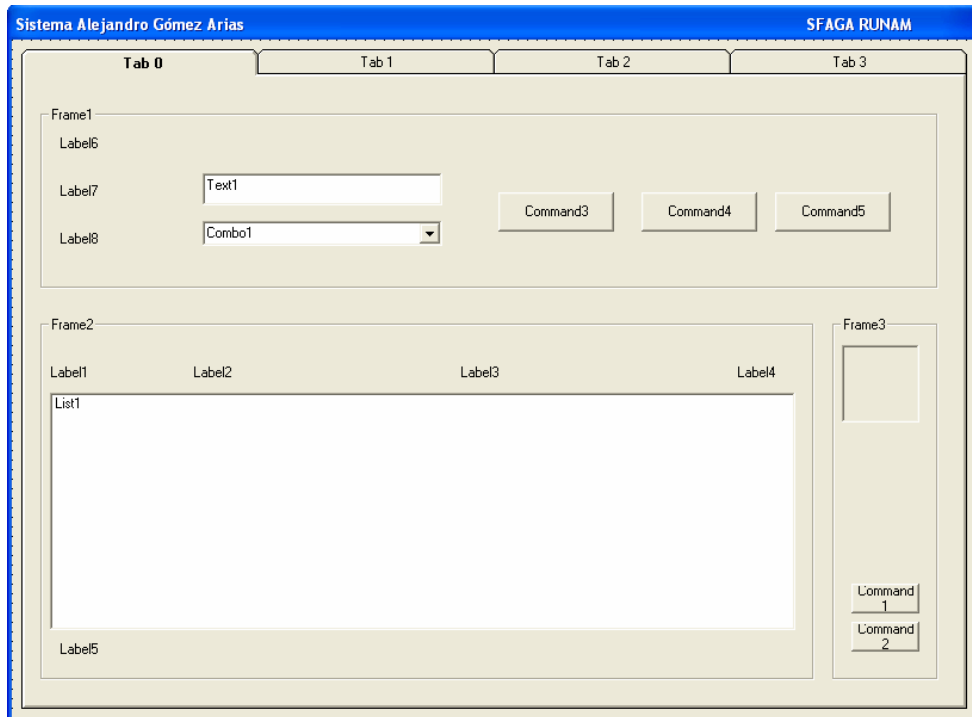 Sistema Alejandro Gómez Arias SFAGA RUNAM
Tab 0 Tab 1 Tab 2 Tab 3
Frame1
Label6
Label7 Text1
Command3 Command4 Command5
Label8 Combo1
Frame2 Frame3
Label1 Label2 Label3 Label4
List1
Command
1
Command
2
Label5